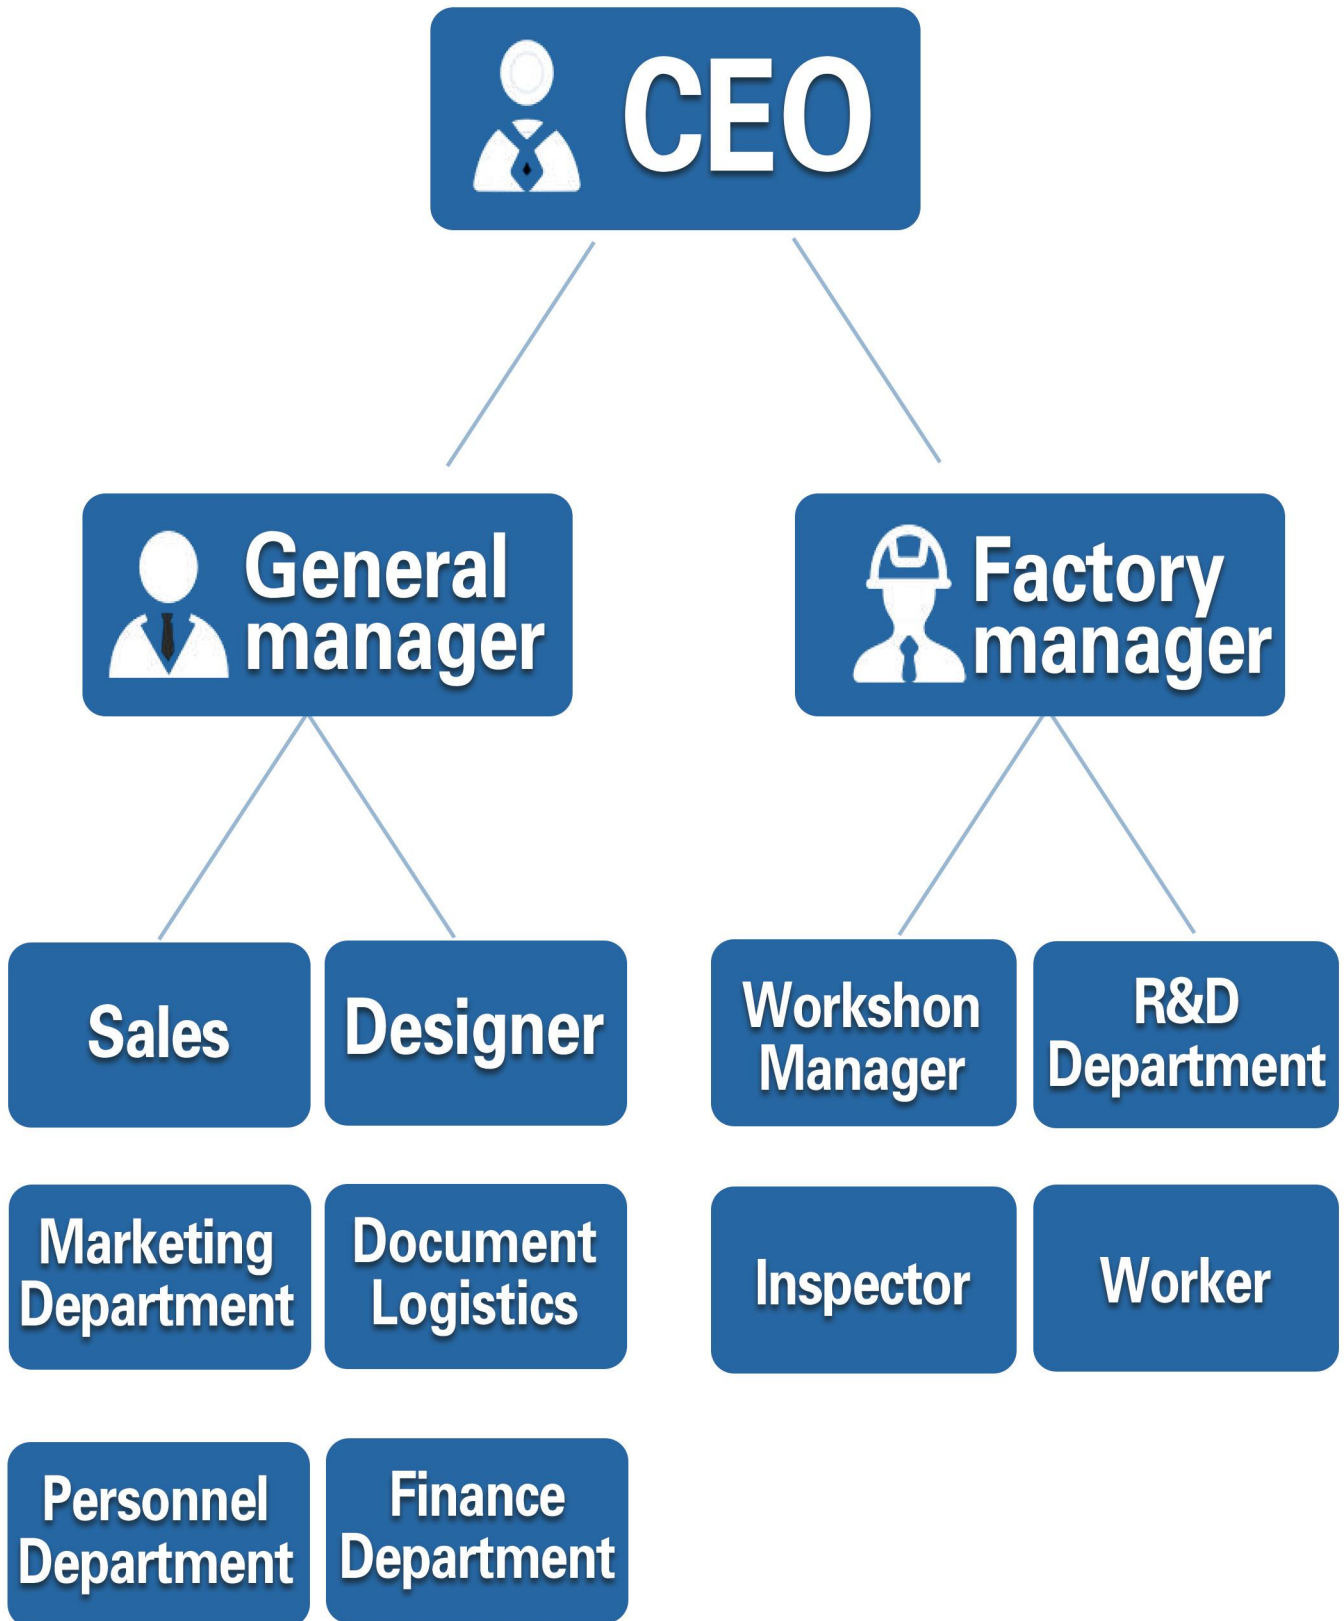 CEO
General
manager
Factory
manager
Sales
Designer
Workshon
Manager
R&D
Department
Marketing
Department
Document
Logistics
Inspector
Worker
Personnel
Department
Finance
Department